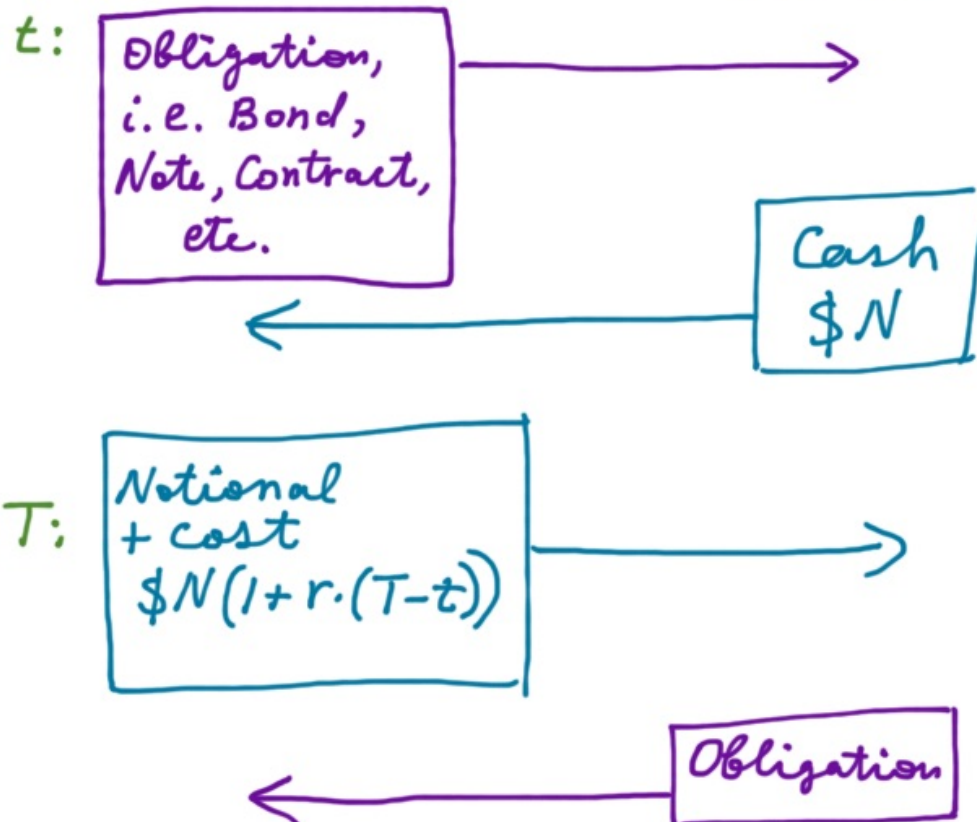 t:
Obligation,
i.e. Bond,
Note, Contract,
etc.
Cash
$N
T:
Notional
+ cost
$N(1+r·(T-t))
Obligation